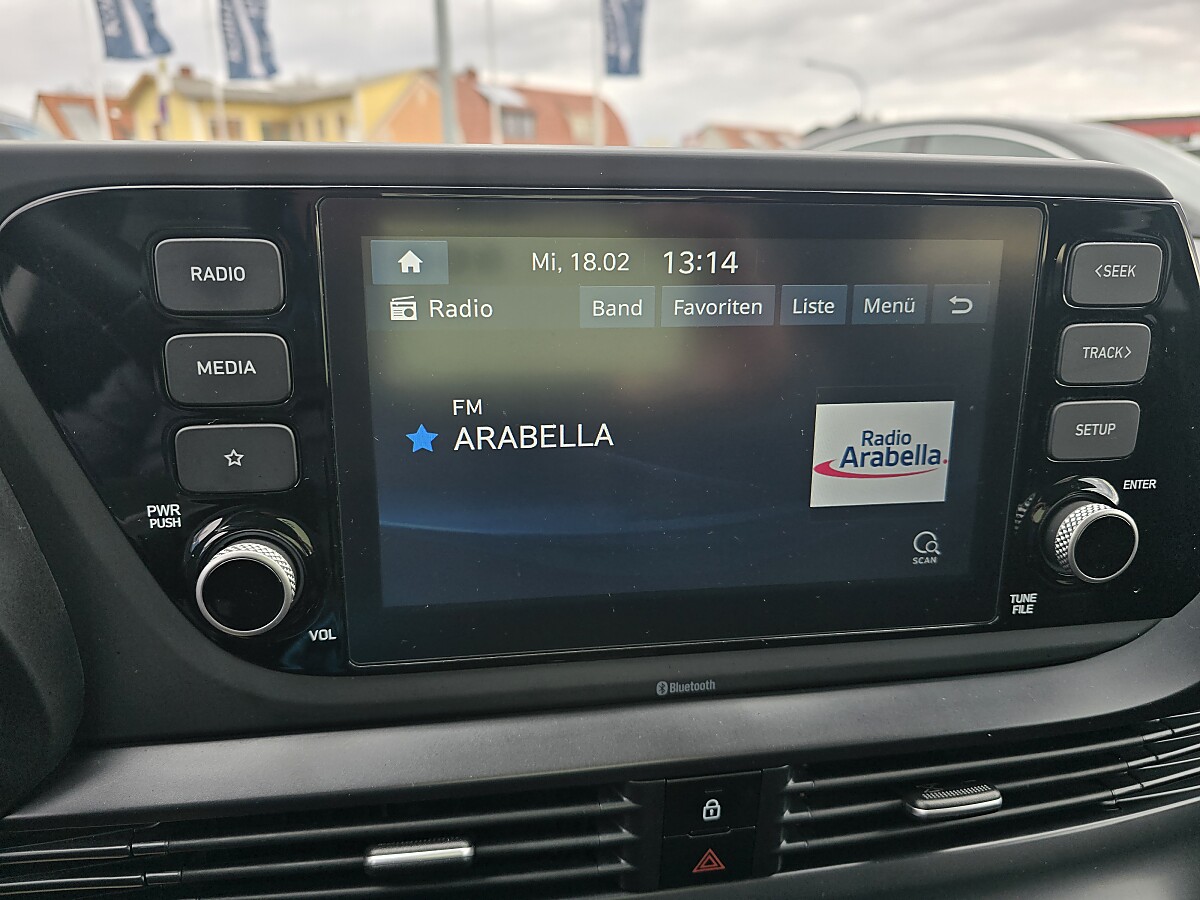 RADIO
MEDIA
PWR
PUSH
VOL
Mi, 18.02 13:14
Radio Band Favoriten Liste Menü
FM
ARABELLA
Radio
Arabella.
SCAN
<SEEK
TRACK>
SETUP
ENTER
TUNE
FILE
Bluetooth